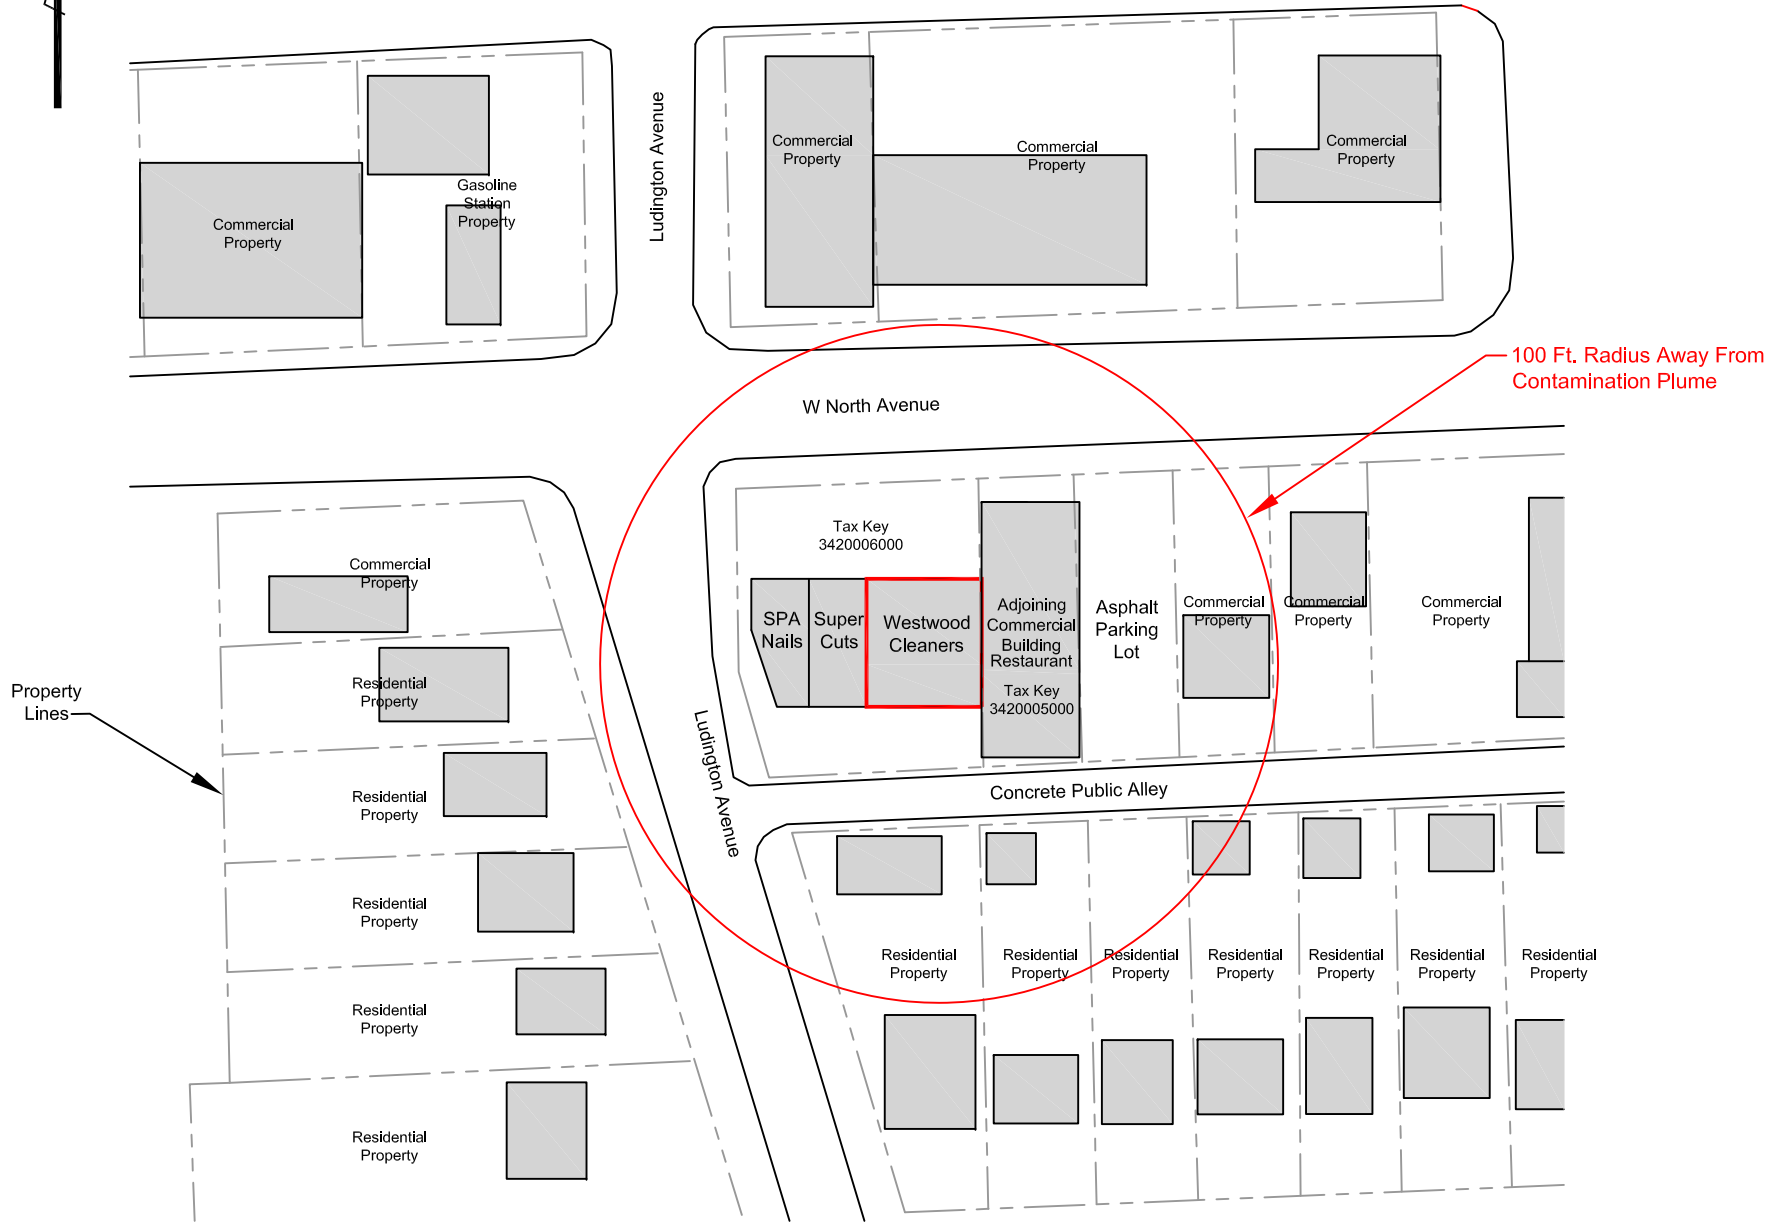 Commercial
Property
Gasoline
Station
Property
Ludington Avenue
Commercial
Property
Commercial
Property
Commercial
Property
100 Ft. Radius Away From
Contamination Plume
W North Avenue
Tax Key
3420006000
SPA
Nails
Super
Cuts
Westwood
Cleaners
Adjoining
Commercial
Building
Restaurant
Tax Key
3420005000
Asphalt
Parking
Lot
Commercial
Property
Commercial
Property
Commercial
Property
Commercial
Property
Residential
Property
Property
Lines
Ludington Avenue
Concrete Public Alley
Residential
Property
Residential
Property
Residential
Property
Residential
Property
Residential
Property
Residential
Property
Residential
Property
Residential
Property
Residential
Property
Residential
Property
Residential
Property